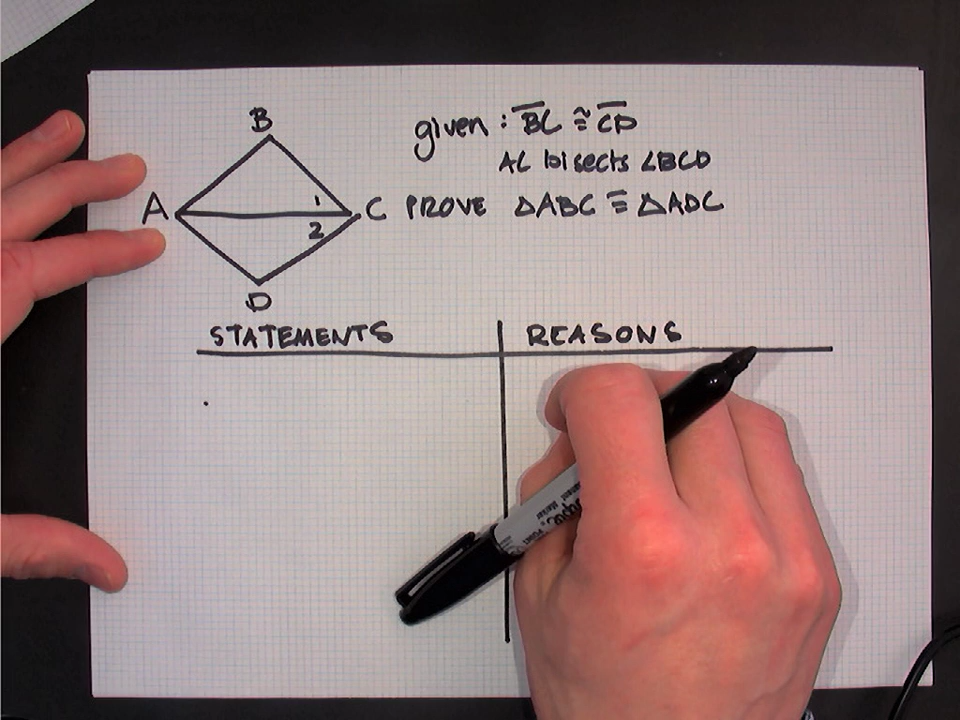 B
given : BC ≅ CD
AC bisects ∠BCD
A 1 C PROVE △ABC ≅ △ADC
2
D
STATEMENTS REASONS